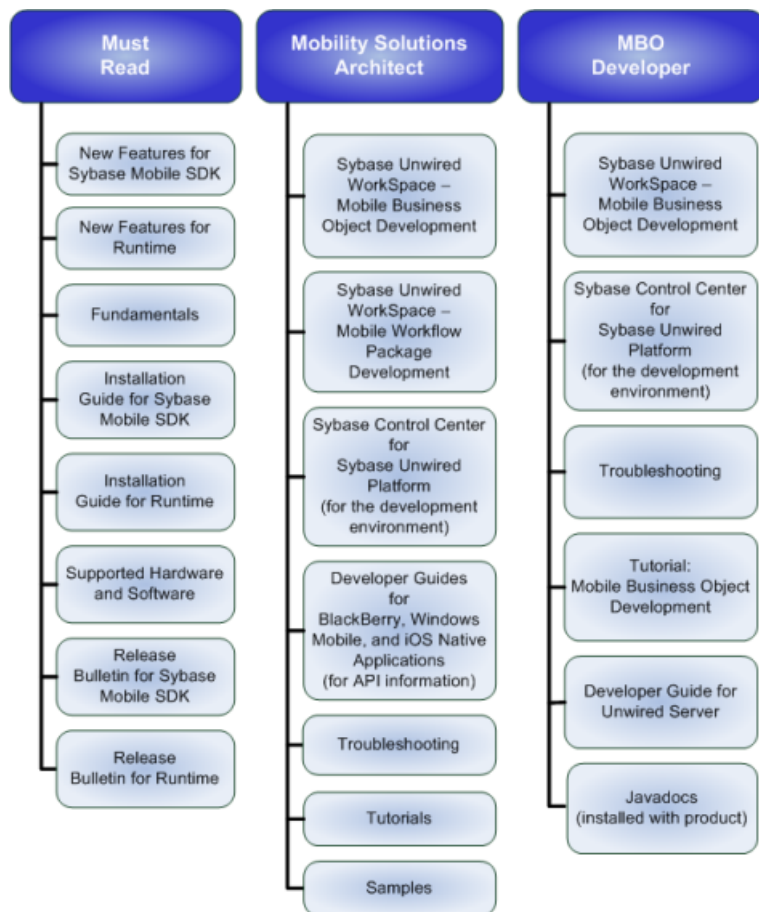 Must
Read
New Features for
Sybase Mobile SDK
New Features for
Runtime
Fundamentals
Installation
Guide for Sybase
Mobile SDK
Installation
Guide for Runtime
Supported Hardware
and Software
Release
Bulletin for Sybase
Mobile SDK
Release
Bulletin for Runtime
Mobility Solutions
Architect
Sybase Unwired
WorkSpace –
Mobile Business
Object Development
Sybase Unwired
WorkSpace –
Mobile Workflow
Package
Development
Sybase Control Center
for
Sybase Unwired
Platform
(for the development
environment)
Developer Guides
for
BlackBerry, Windows
Mobile, and iOS Native
Applications
(for API information)
Troubleshooting
Tutorials
Samples
MBO
Developer
Sybase Unwired
WorkSpace –
Mobile Business
Object Development
Sybase Control Center
for
Sybase Unwired
Platform
(for the development
environment)
Troubleshooting
Tutorial:
Mobile Business Object
Development
Developer Guide for
Unwired Server
Javadocs
(installed with product)